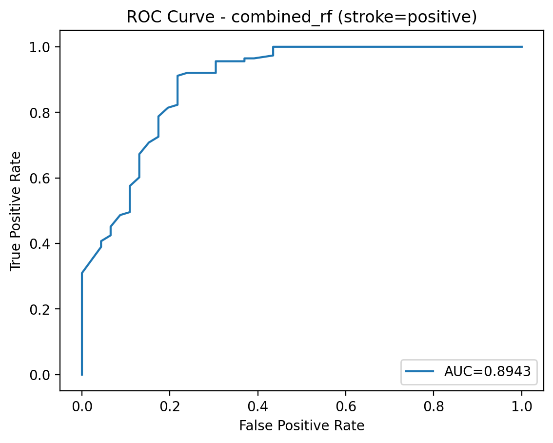 ROC Curve - combined_rf (stroke=positive)
1.0
0.8
0.6
0.4
0.2
0.0
True Positive Rate
AUC=0.8943
0.0 0.2 0.4 0.6 0.8 1.0
False Positive Rate